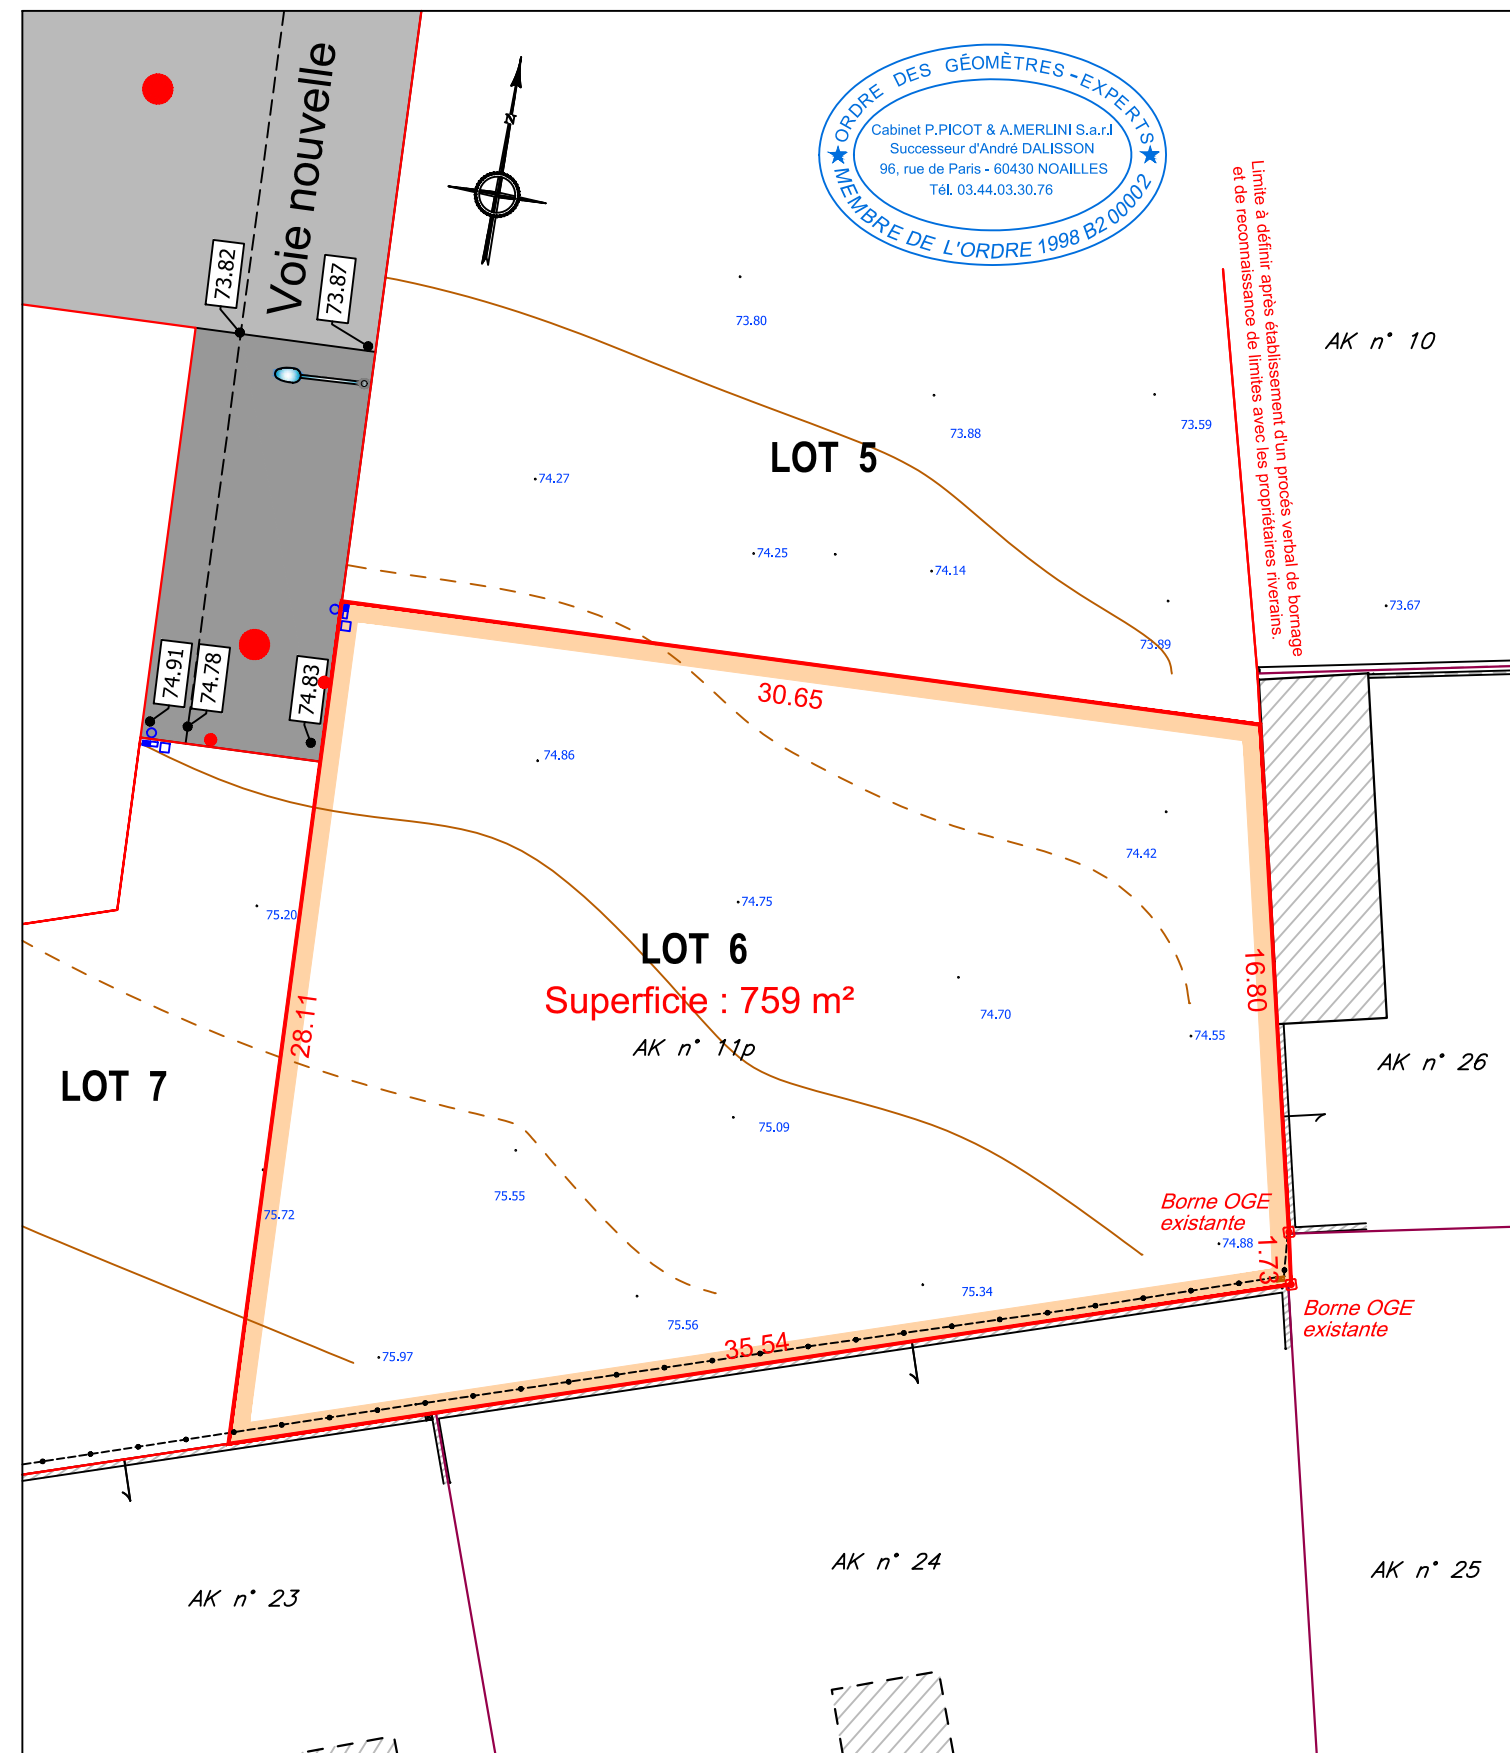 Voie nouvelle
73.82
73.87
N
ORDRE DES GÉOMÈTRES - EXPERTS
Cabinet P.PICOT & A.MERLINI S.a.r.l
Successeur d'André DALISSON
96, rue de Paris - 60430 NOAILLES
Tél. 03.44.03.30.76
MEMBRE DE L'ORDRE 1998 B2 00002
Limite à définir après établissement d'un procés verbal de bornage
et de reconnaissance de limites avec les propriétaires riverains.
AK n° 10
73.80
73.88
73.59
LOT 5
74.27
74.25
74.14
73.67
73.89
74.91
74.78
74.83
30.65
74.86
74.42
75.20
74.75
LOT 6
Superficie : 759 m²
AK n° 11p
16.80
74.70
74.55
28.11
LOT 7
AK n° 26
75.09
75.55
75.72
Borne OGE
existante
74.88
1.73
75.34
75.56
Borne OGE
existante
35.54
75.97
AK n° 24
AK n° 25
AK n° 23